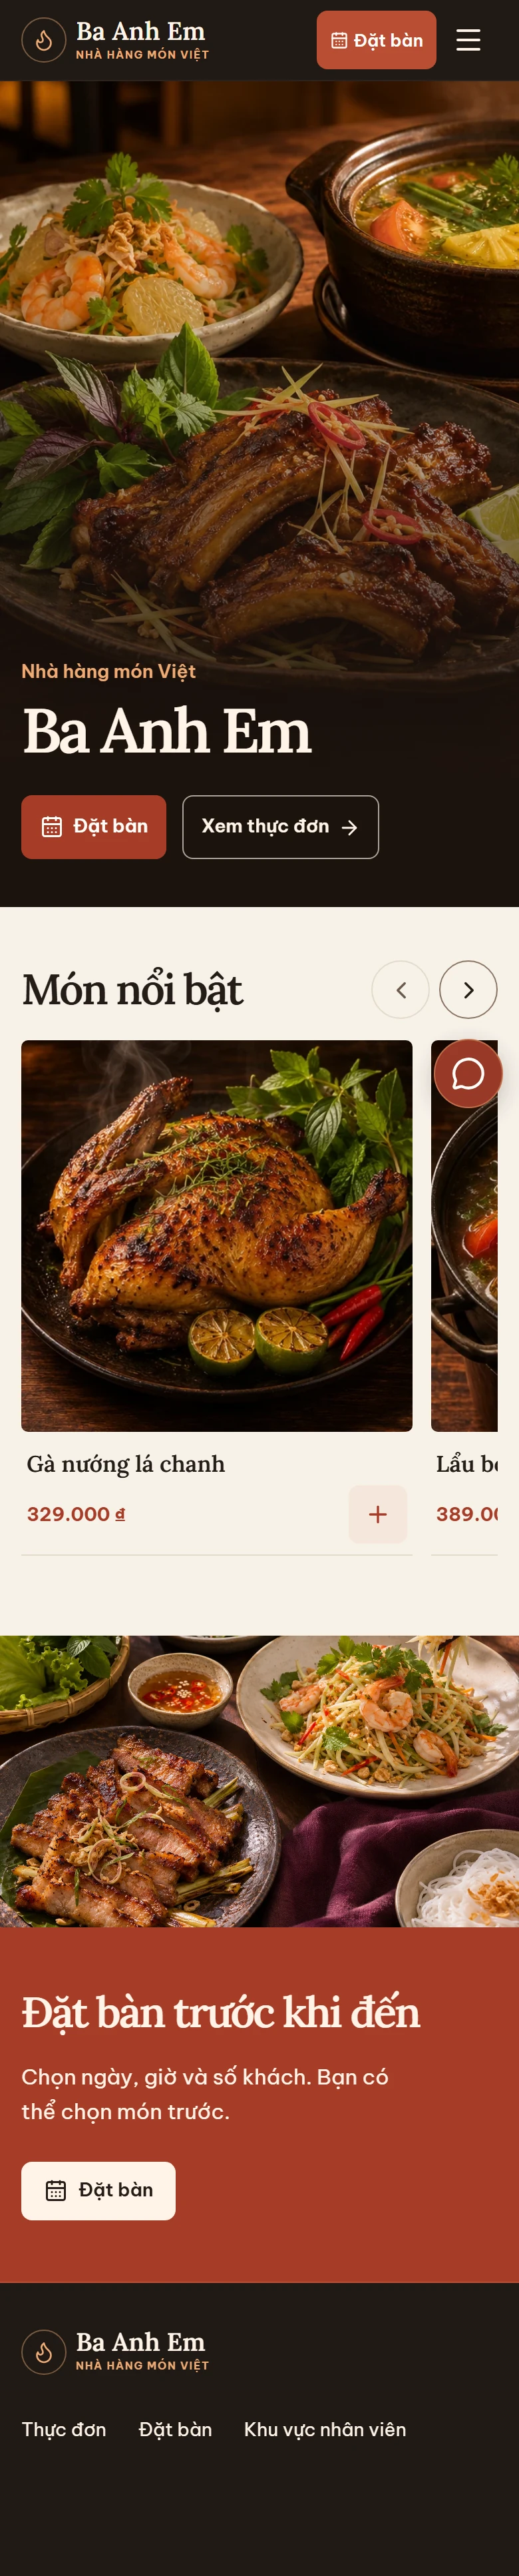 Ba Anh Em
NHÀ HÀNG MÓN VIỆT
Đặt bàn
Nhà hàng món Việt
Ba Anh Em
Đặt bàn
Xem thực đơn
Món nổi bật
Gà nướng lá chanh
329.000 ₫
Lẩu
389.00
Đặt bàn trước khi đến
Chọn ngày, giờ và số khách. Bạn có
thể chọn món trước.
Đặt bàn
Ba Anh Em
NHÀ HÀNG MÓN VIỆT
Thực đơn
Đặt bàn
Khu vực nhân viên